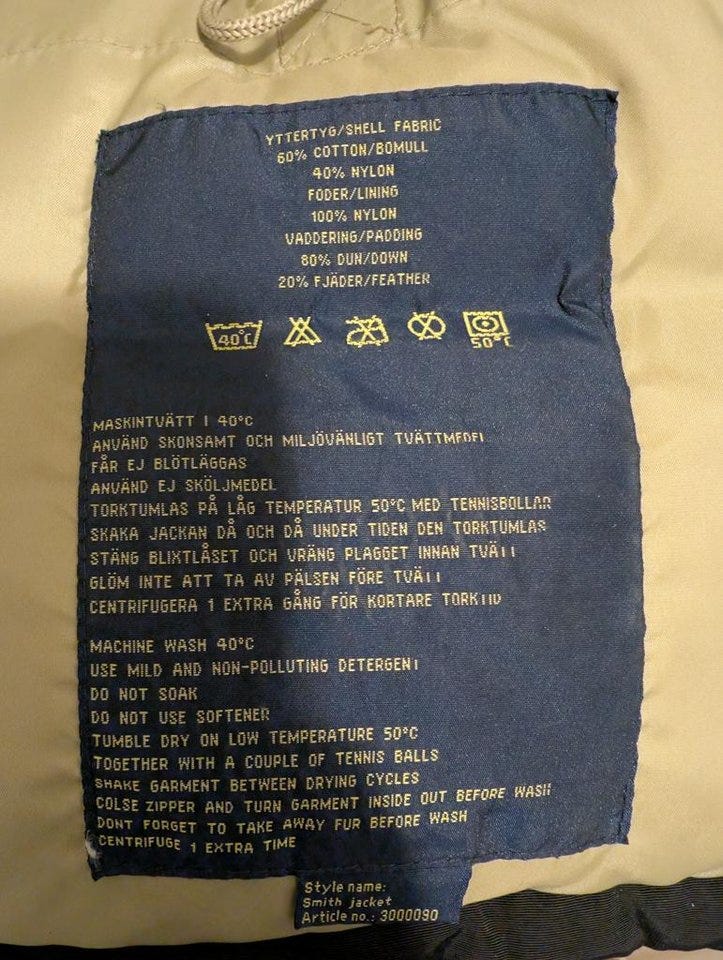 YTTERTYG/SHELL FABRIC
60% COTTON/BOMULL
40% NYLON
FODER/LINING
100% NYLON
VADDERING/PADDING
80% DUN/DOWN
20% FJÄDER/FEATHER
40°C
50°C
MASKINTVÄTT I 40°C
ANVÄND SKONSAMT OCH MILJÖVÄNLIGT TVÄTTMEDEL
FÅR EJ BLÖTLÄGGAS
ANVÄND EJ SKÖLJMEDEL
TORKTUMLAS PÅ LÅG TEMPERATUR 50°C MED TENNISBOLLAR
SKAKA JACKAN DÅ OCH DÅ UNDER TIDEN DEN TORKTUMLAS
STÄNG BLIXTLÅSET OCH VRÄNG PLAGGET INNAN TVÄTT
GLÖM INTE ATT TA AV PÄLSEN FÖRE TVÄTT
CENTRIFUGERA 1 EXTRA GÅNG FÖR KORTARE TORKTID
MACHINE WASH 40°C
USE MILD AND NON-POLLUTING DETERGENT
DO NOT SOAK
DO NOT USE SOFTENER
TUMBLE DRY ON LOW TEMPERATURE 50°C
TOGETHER WITH A COUPLE OF TENNIS BALLS
SHAKE GARMENT BETWEEN DRYING CYCLES
COLSE ZIPPER AND TURN GARMENT INSIDE OUT BEFORE WASH
DONT FORGET TO TAKE AWAY FUR BEFORE WASH
CENTRIFUGE 1 EXTRA TIME
Style name:
Smith jacket
Article no.: 3000090